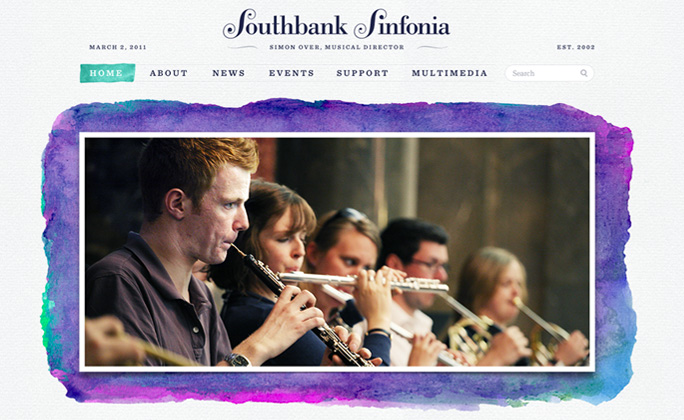 Southbank Sinfonia
MARCH 2, 2011
SIMON OVER, MUSICAL DIRECTOR
EST. 2002
HOME
ABOUT
NEWS
EVENTS
SUPPORT
MULTIMEDIA
Search